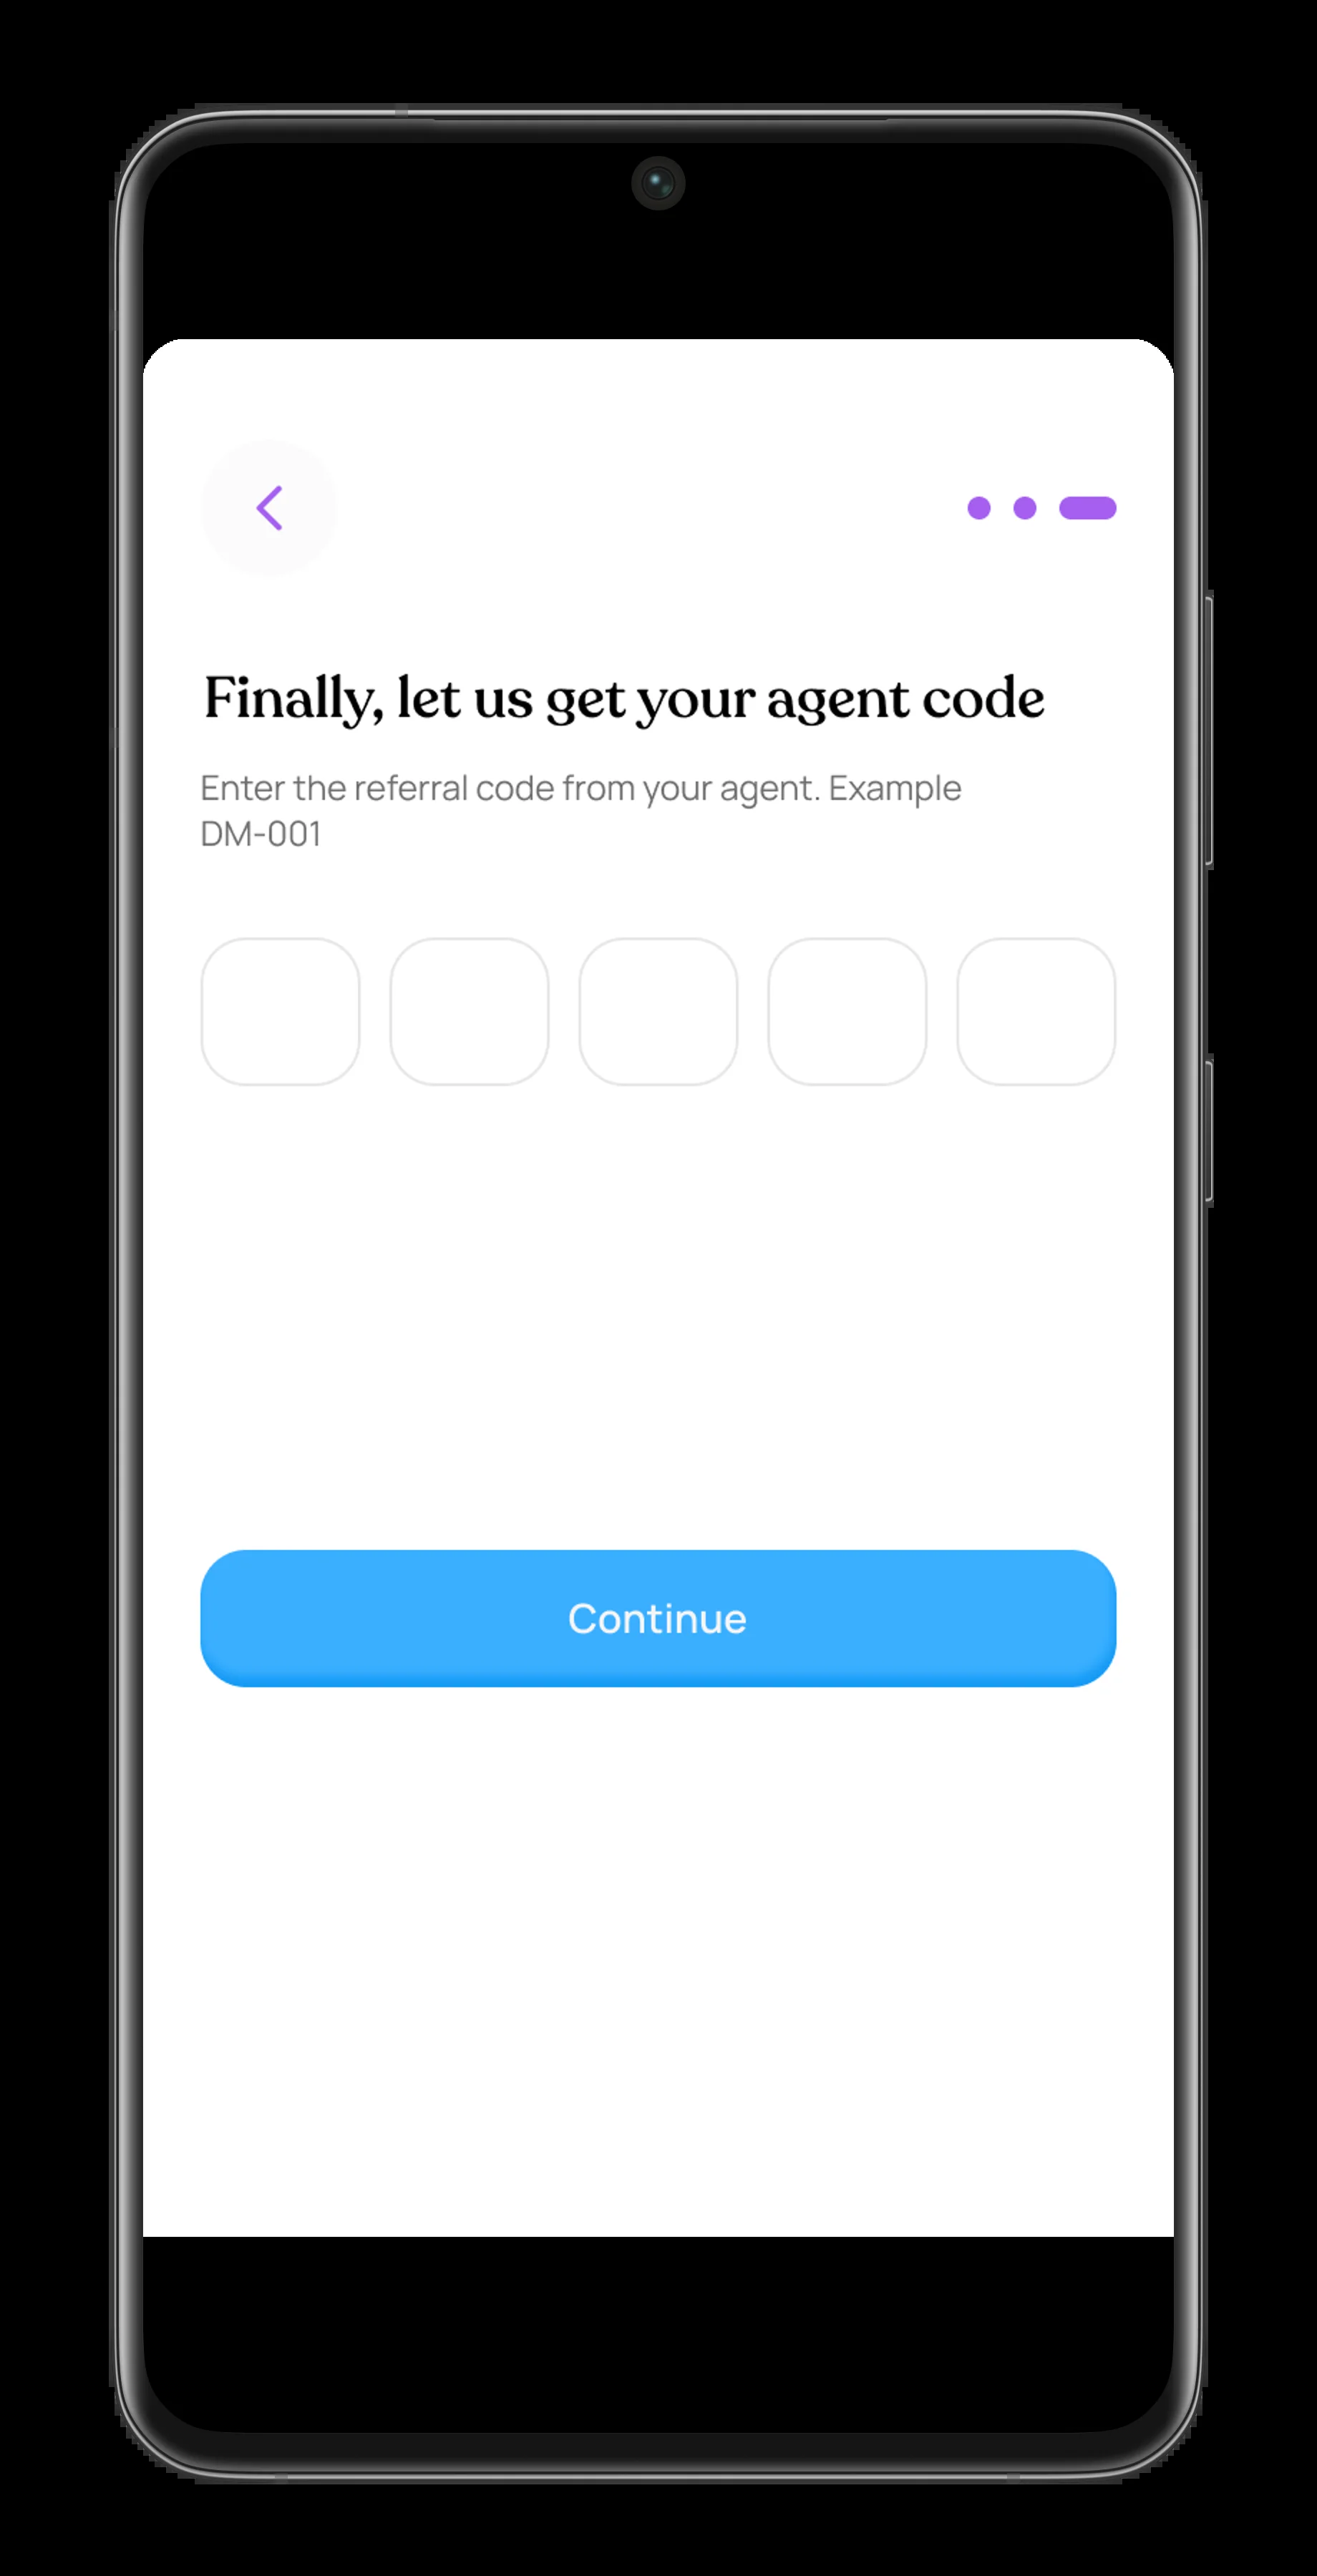 Finally, let us get your agent code
Enter the referral code from your agent. Example
DM-001
Continue